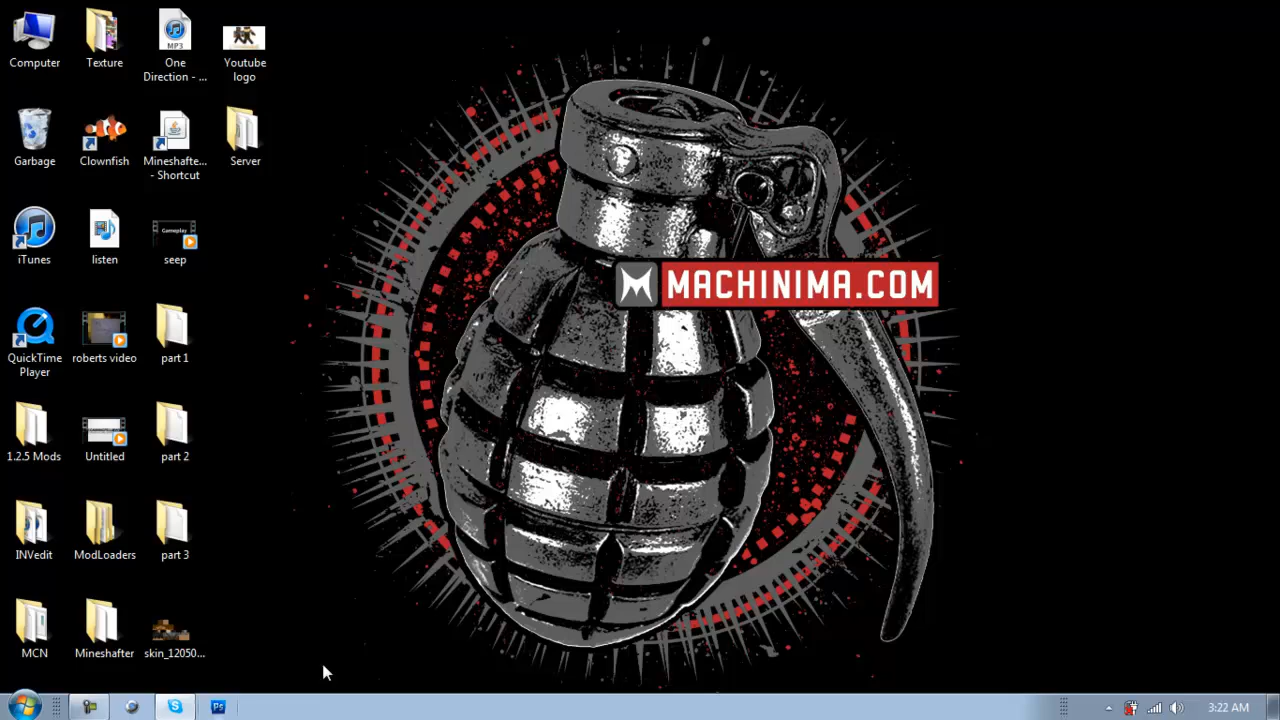 Computer
Texture
MP3
One
Direction - ...
Youtube
logo
Garbage
Clownfish
Mineshafte...
- Shortcut
Server
iTunes
listen
Gameplay
seep
MACHINIMA.COM
QuickTime
Player
roberts video
part 1
1.2.5 Mods
Untitled
part 2
INVedit
ModLoaders
part 3
MCN
Mineshafter
skin_12050...
Ps
3:22 AM